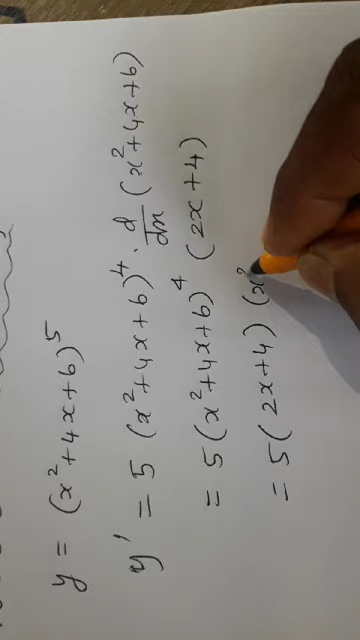 y = (x²+4x+6)⁵
y' = 5 (x²+4x+6)⁴ · d/dx (x²+4x+6)
= 5(x²+4x+6)⁴ (2x+4)
= 5(2x+4) (x²